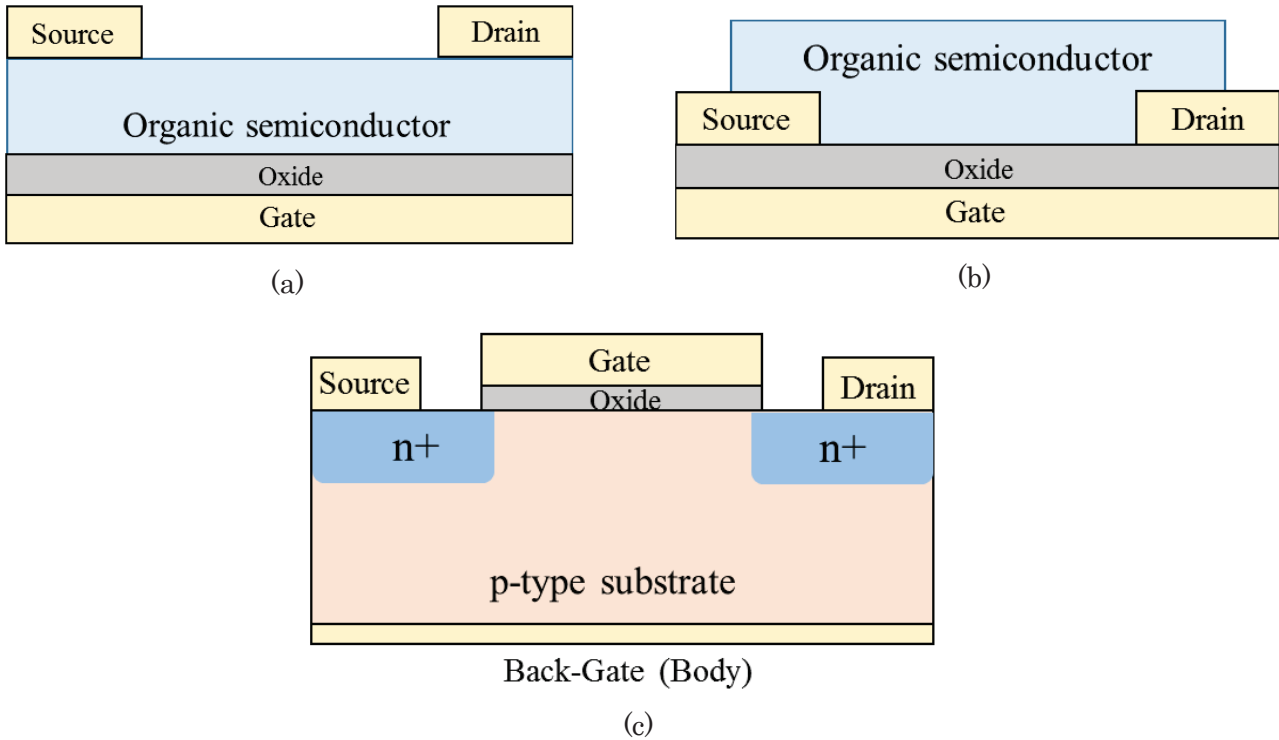 Source
Drain
Organic semiconductor
Oxide
Gate
(a)
Organic semiconductor
Source
Drain
Oxide
Gate
(b)
Gate
Source
Oxide
Drain
n+
n+
p-type substrate
Back-Gate (Body)
(c)